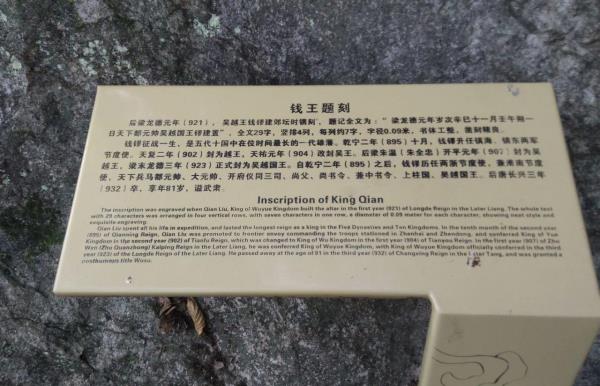 钱王题刻
后梁龙德元年（921），吴越王钱镠建郊坛时镌刻，题记全文为：“梁龙德元年岁次辛巳十一月壬午朔一
日天下都元帅吴越国王镠建置”，全文29字，竖排4列，每列约7字，字径0.09米，书体工整，凿刻精良。
钱镠征战一生，是五代十国中在位时间最长的一代雄藩。乾宁二年（895）十月，钱镠升任镇海、镇东两军
节度使。天复二年（902）封为越王，天祐元年（904）改封吴王。后梁朱温（朱全忠）开平元年（907）封为吴
越王。梁末龙德三年（923）正式封为吴越国王。自乾宁二年（895）之后，钱镠历任两浙节度使、兼淮南节度
使、天下兵马都元帅、大元帅、开府仪同三司、尚父、尚书令、兼中书令、上柱国、吴越国王。后唐长兴三年
（932）卒，享年81岁，谥武肃。
Inscription of King Qian
The inscription was engraved when Qian Liu, King of Wuyue Kingdom built the altar in the first year (921) of Longde Reign in the Later Liang. The whole text
with 29 characters was arranged in four vertical rows, with seven characters in one row, a diameter of 0.09 meter for each character, showing neat style and
exquisite engraving.
Qian Liu spent all his life in expedition, and lasted the longest reign as a king in the Five Dynasties and Ten Kingdoms. In the tenth month of the second year
(895) of Qianning Reign, Qian Liu was promoted to frontier envoy commanding the troops stationed in Zhenhai and Zhendong, and conferred King of Yue
Kingdom in the second year (902) of Tianfu Reign, which was changed to King of Wu Kingdom in the first year (904) of Tianyou Reign. In the first year (907) of Zhu
Wen (Zhu Quanzhong) Kaiping Reign in the Later Liang, he was conferred King of Wuyue Kingdom, with King of Wuyue Kingdom officially conferred in the third
year (923) of the Longde Reign of the Later Liang. He passed away at the age of 81 in the third year (932) of Changxing Reign in the Later Tang, and was granted a
posthumous title Wusu.